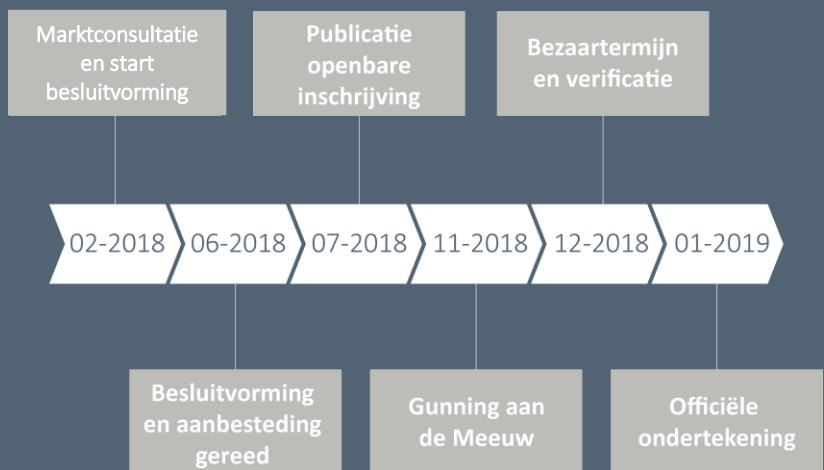 Marktconsultatie
en start
besluitvorming
Publicatie
openbare
inschrijving
Bezaartermijn
en verificatie
02-2018
06-2018
07-2018
11-2018
12-2018
01-2019
Besluitvorming
en aanbesteding
gereed
Gunning aan
de Meeuw
Officiële
ondertekening